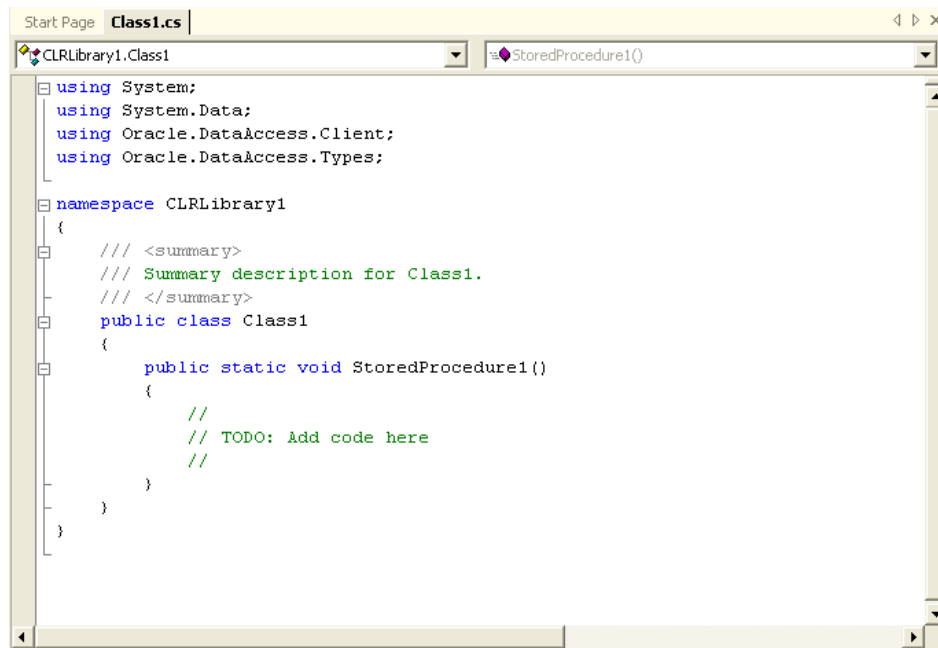 Start Page Class1.cs
CLRLibrary1.Class1 StoredProcedure1()
using System;
using System.Data;
using Oracle.DataAccess.Client;
using Oracle.DataAccess.Types;
namespace CLRLibrary1
{
/// <summary>
/// Summary description for Class1.
/// </summary>
public class Class1
{
public static void StoredProcedure1()
{
//
// TODO: Add code here
//
}
}
}